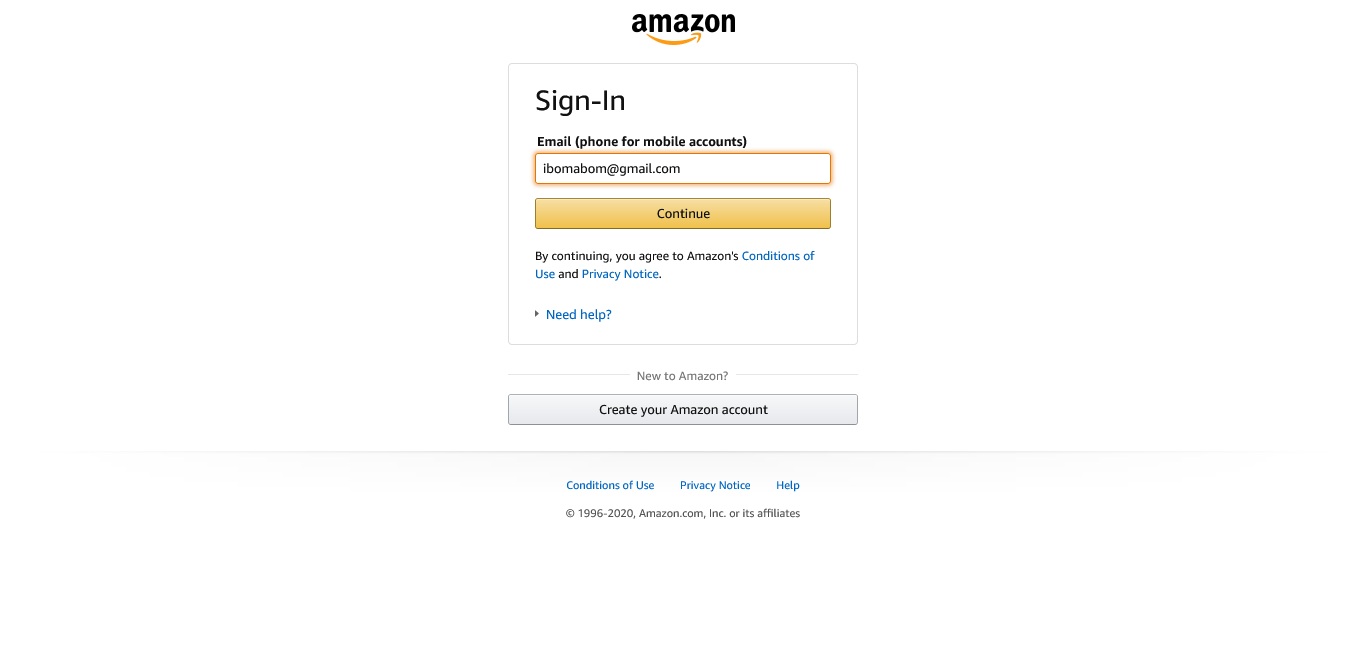 amazon
Sign-In
Email (phone for mobile accounts)
ibomabom@gmail.com
Continue
By continuing, you agree to Amazon's Conditions of
Use and Privacy Notice.
Need help?
New to Amazon?
Create your Amazon account
Conditions of Use Privacy Notice Help
© 1996-2020, Amazon.com, Inc. or its affiliates